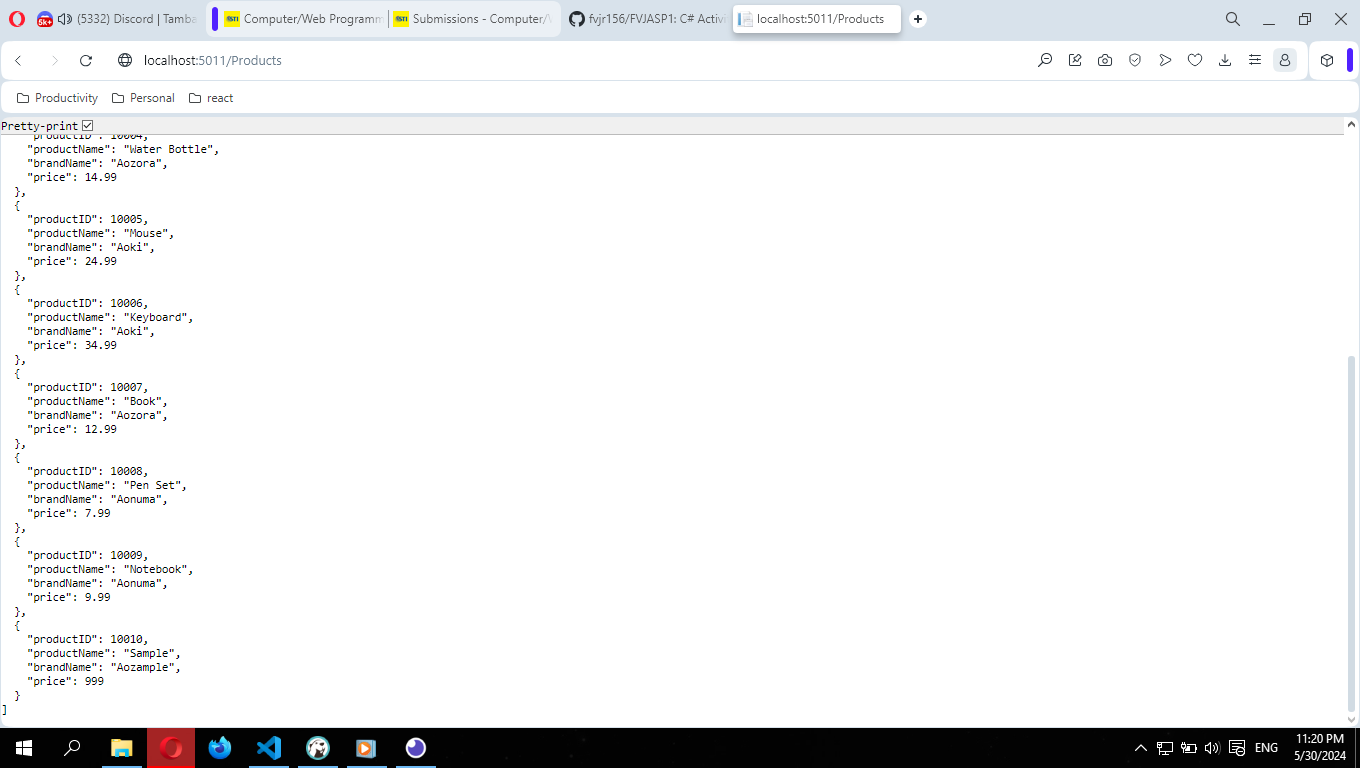 5k+
(5332) Discord | Tamba
STI
Computer/Web Programm
STI
Submissions - Computer/W
fvjr156/FVJASP1: C# Activi
localhost:5011/Products
localhost:5011/Products
Productivity
Personal
react
Pretty-print
"productID": 10004,
"productName": "Water Bottle",
"brandName": "Aozora",
"price": 14.99
},
{
"productID": 10005,
"productName": "Mouse",
"brandName": "Aoki",
"price": 24.99
},
{
"productID": 10006,
"productName": "Keyboard",
"brandName": "Aoki",
"price": 34.99
},
{
"productID": 10007,
"productName": "Book",
"brandName": "Aozora",
"price": 12.99
},
{
"productID": 10008,
"productName": "Pen Set",
"brandName": "Aonuma",
"price": 7.99
},
{
"productID": 10009,
"productName": "Notebook",
"brandName": "Aonuma",
"price": 9.99
},
{
"productID": 10010,
"productName": "Sample",
"brandName": "Aozample",
"price": 999
}
]
ENG
11:20 PM
5/30/2024